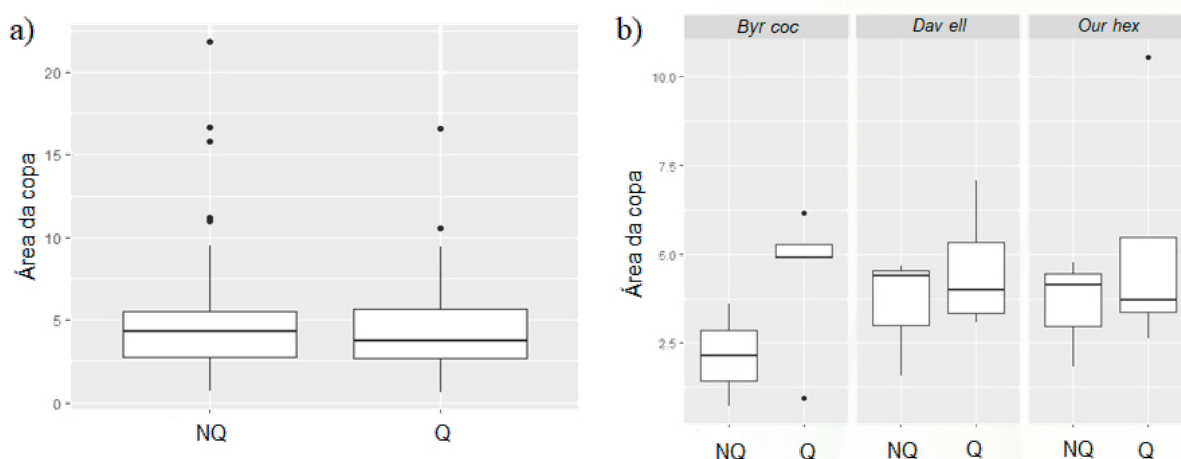 a)
Área da copa
20
15
10
5
0
NQ Q
b)
Byr coc Dav ell Our hex
Área da copa
10.0
7.5
5.0
2.5
NQ Q NQ Q NQ Q